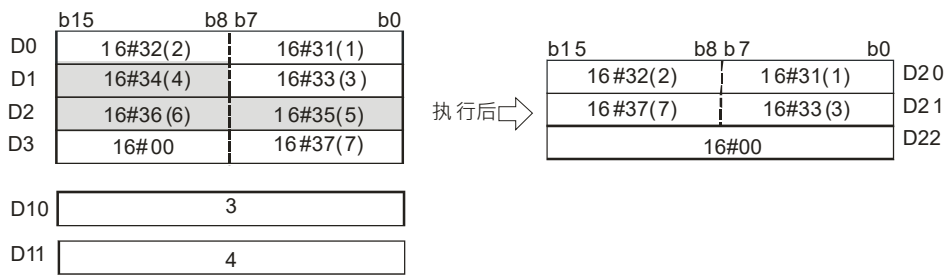 b15 b8 b7 b0
D0 16#32(2) 16#31(1)
D1 16#34(4) 16#33(3)
D2 16#36(6) 16#35(5)
D3 16#00 16#37(7)
D10 3
D11 4
执行后
b15 b8 b7 b0
16#32(2) 16#31(1) D20
16#37(7) 16#33(3) D21
16#00 D22